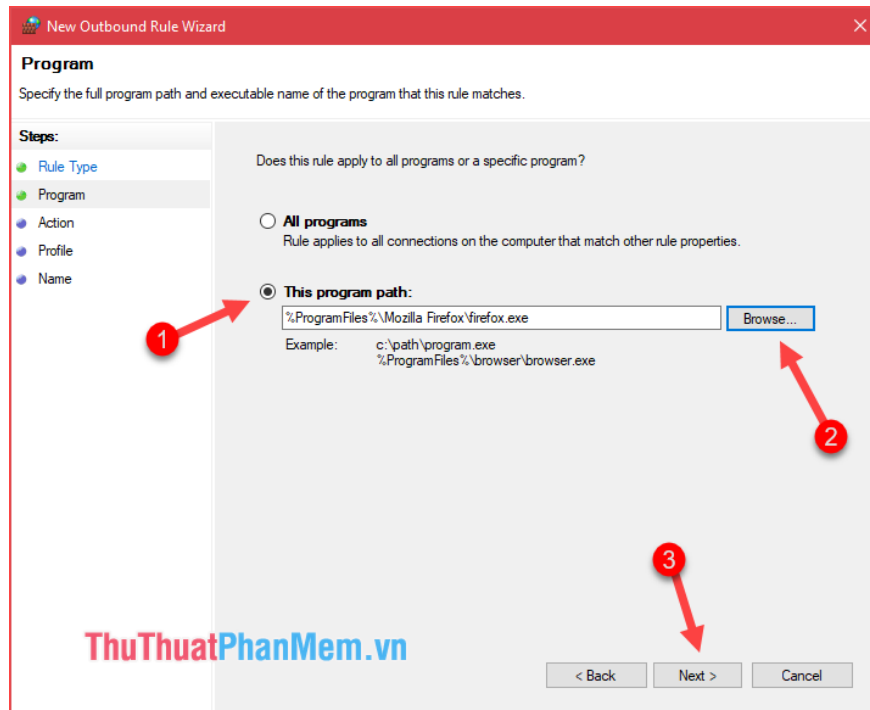 New Outbound Rule Wizard
Program
Specify the full program path and executable name of the program that this rule matches.
Steps:
Rule Type
Program
Action
Profile
Name
Does this rule apply to all programs or a specific program?
All programs
Rule applies to all connections on the computer that match other rule properties.
This program path:
%ProgramFiles%\Mozilla Firefox\firefox.exe
Browse...
Example: c:\path\program.exe
%ProgramFiles%\browser\browser.exe
1
2
3
ThuThuatPhanMem.vn
< Back Next > Cancel